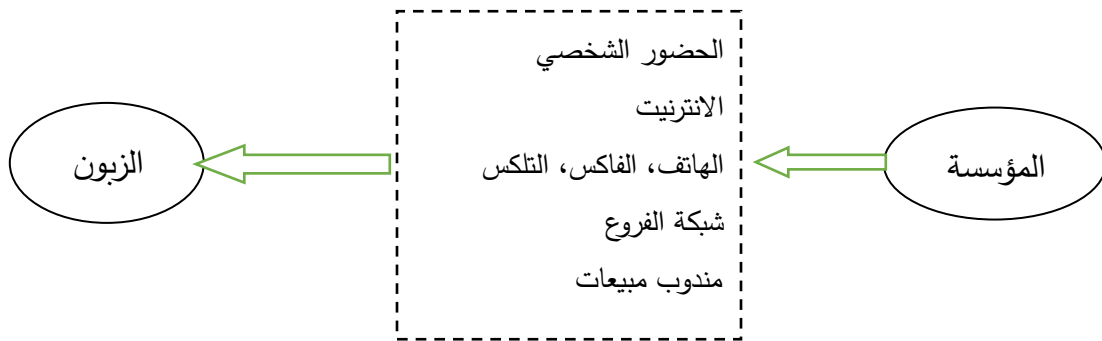 المؤسسة
الحضور الشخصي
الانترنيت
الهاتف، الفاكس، التلكس
شبكة الفروع
مندوب مبيعات
الزبون